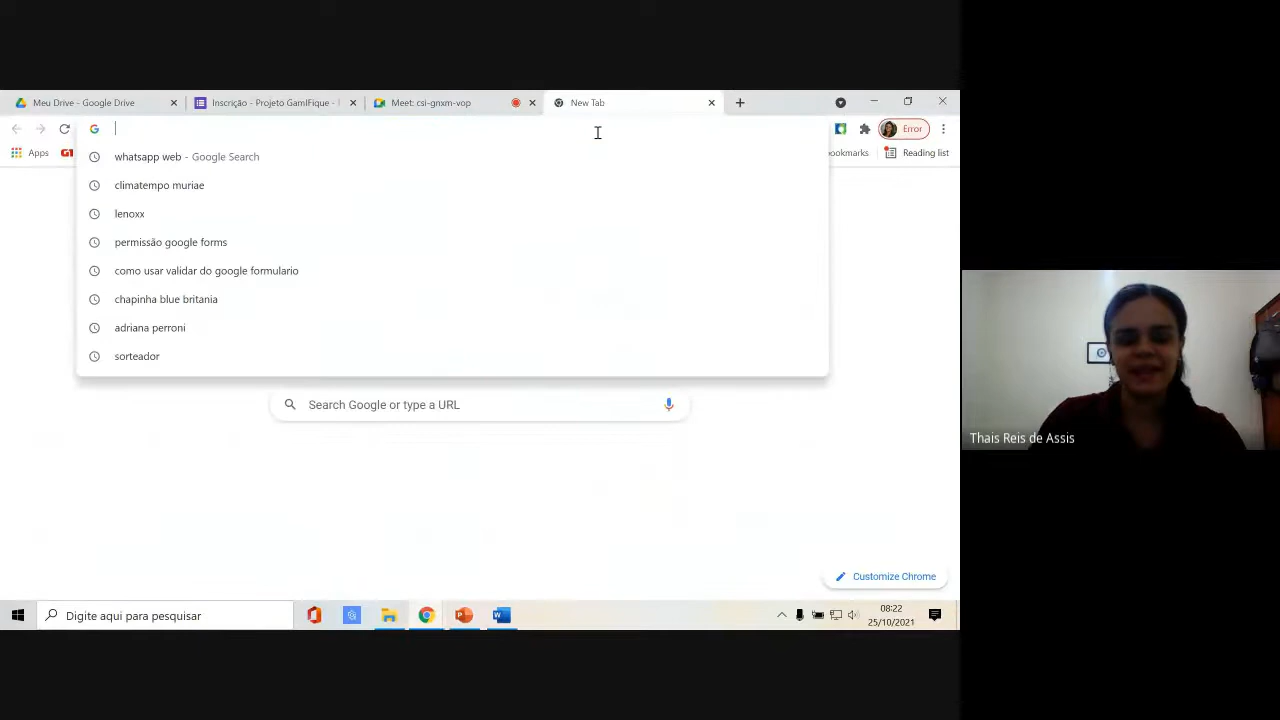 Meu Drive - Google Drive
Inscrição - Projeto GamIFique -
Meet: csi-gnxm-vop
New Tab
Error
Apps
ookmarks
Reading list
whatsapp web - Google Search
climatempo muriae
lenoxx
permissão google forms
como usar validar do google formulario
chapinha blue britania
adriana perroni
sorteador
Search Google or type a URL
Thais Reis de Assis
Customize Chrome
Digite aqui para pesquisar
08:22
25/10/2021